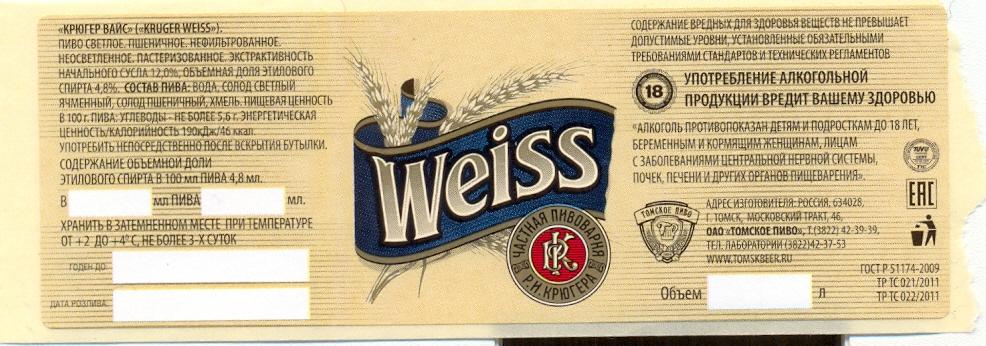 «КРЮГЕР ВАЙС» («KRUGER WEISS»).
ПИВО СВЕТЛОЕ. ПШЕНИЧНОЕ. НЕФИЛЬТРОВАННОЕ.
НЕОСВЕТЛЕННОЕ. ПАСТЕРИЗОВАННОЕ. ЭКСТРАКТИВНОСТЬ
НАЧАЛЬНОГО СУСЛА 12,0%, ОБЪЕМНАЯ ДОЛЯ ЭТИЛОВОГО
СПИРТА 4,8%. СОСТАВ ПИВА: ВОДА, СОЛОД СВЕТЛЫЙ
ЯЧМЕННЫЙ, СОЛОД ПШЕНИЧНЫЙ, ХМЕЛЬ. ПИЩЕВАЯ ЦЕННОСТЬ
В 100 г. ПИВА: УГЛЕВОДЫ - НЕ БОЛЕЕ 5,6 г. ЭНЕРГЕТИЧЕСКАЯ
ЦЕННОСТЬ/КАЛОРИЙНОСТЬ 190кДж/46 ккал.
УПОТРЕБИТЬ НЕПОСРЕДСТВЕННО ПОСЛЕ ВСКРЫТИЯ БУТЫЛКИ.
СОДЕРЖАНИЕ ОБЪЕМНОЙ ДОЛИ
ЭТИЛОВОГО СПИРТА В 100 мл ПИВА 4,8 мл.
В мл ПИВА мл.
ХРАНИТЬ В ЗАТЕМНЕННОМ МЕСТЕ ПРИ ТЕМПЕРАТУРЕ
ОТ +2 ДО +4°С, НЕ БОЛЕЕ 3-Х СУТОК
ГОДЕН ДО:
ДАТА РОЗЛИВА:
Weiss
ЧАСТНАЯ ПИВОВАРНЯ
РК
Р.И. КРЮГЕРА
СОДЕРЖАНИЕ ВРЕДНЫХ ДЛЯ ЗДОРОВЬЯ ВЕЩЕСТВ НЕ ПРЕВЫШАЕТ
ДОПУСТИМЫЕ УРОВНИ, УСТАНОВЛЕННЫЕ ОБЯЗАТЕЛЬНЫМИ
ТРЕБОВАНИЯМИ СТАНДАРТОВ И ТЕХНИЧЕСКИХ РЕГЛАМЕНТОВ
18
УПОТРЕБЛЕНИЕ АЛКОГОЛЬНОЙ
ПРОДУКЦИИ ВРЕДИТ ВАШЕМУ ЗДОРОВЬЮ
«АЛКОГОЛЬ ПРОТИВОПОКАЗАН ДЕТЯМ И ПОДРОСТКАМ ДО 18 ЛЕТ,
БЕРЕМЕННЫМ И КОРМЯЩИМ ЖЕНЩИНАМ, ЛИЦАМ
С ЗАБОЛЕВАНИЯМИ ЦЕНТРАЛЬНОЙ НЕРВНОЙ СИСТЕМЫ,
ПОЧЕК, ПЕЧЕНИ И ДРУГИХ ОРГАНОВ ПИЩЕВАРЕНИЯ».
EAC
ТОМСКОЕ ПИВО
АДРЕС ИЗГОТОВИТЕЛЯ: РОССИЯ, 634028,
Г. ТОМСК, МОСКОВСКИЙ ТРАКТ, 46,
ОАО «ТОМСКОЕ ПИВО», Т.(3822) 42-39-39,
ТЕЛ. ЛАБОРАТОРИИ (3822)42-37-53
WWW.TOMSKBEER.RU
Объем л
ГОСТ Р 51174-2009
ТР ТС 021/2011
ТР ТС 022/2011